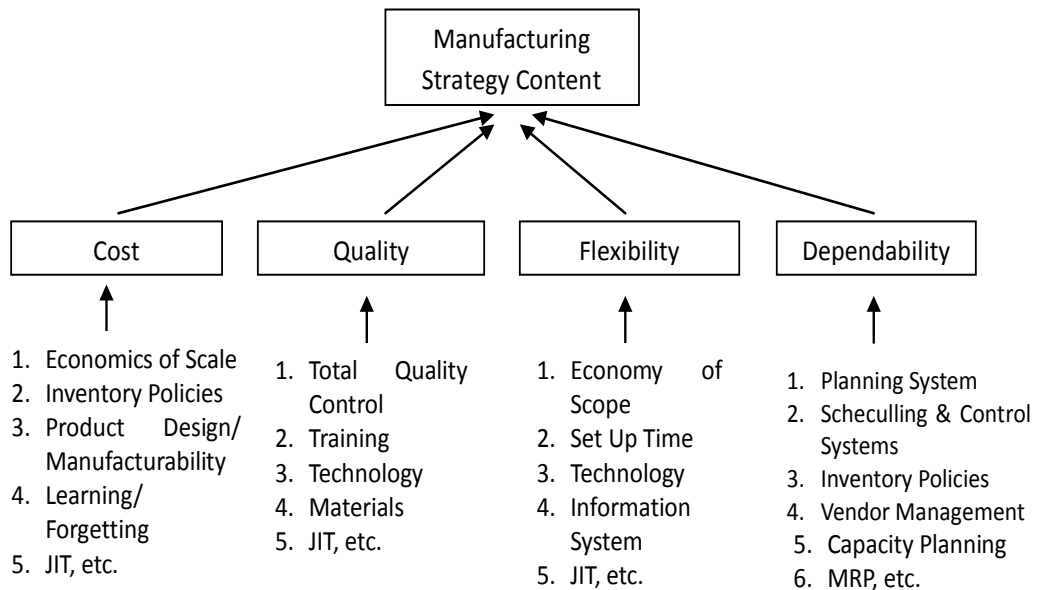 Manufacturing
Strategy Content
Cost
Quality
Flexibility
Dependability
1. Economics of Scale
2. Inventory Policies
3. Product Design/
Manufacturability
4. Learning/
Forgetting
5. JIT, etc.
1. Total Quality
Control
2. Training
3. Technology
4. Materials
5. JIT, etc.
1. Economy of
Scope
2. Set Up Time
3. Technology
4. Information
System
5. JIT, etc.
1. Planning System
2. Scheculling & Control
Systems
3. Inventory Policies
4. Vendor Management
5. Capacity Planning
6. MRP, etc.